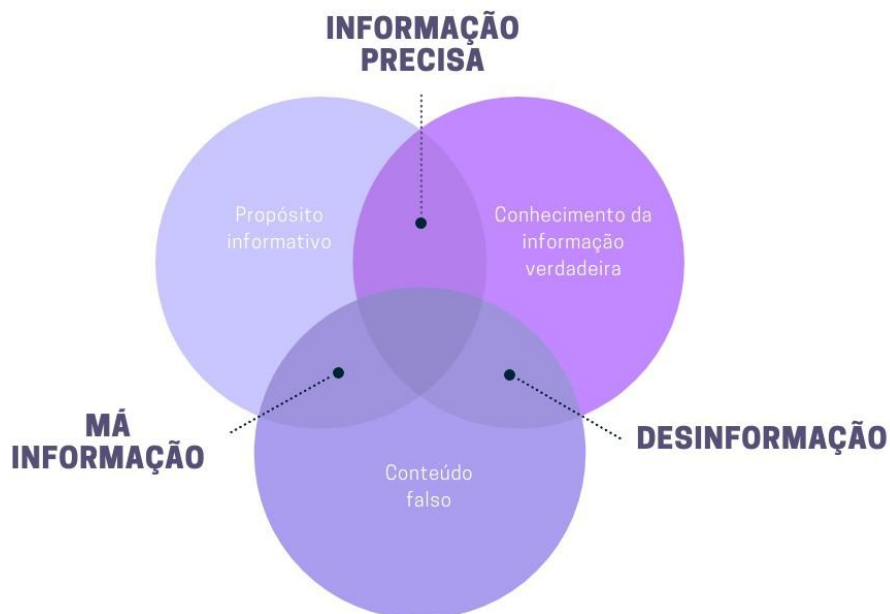 INFORMAÇÃO
PRECISA
Propósito
informativo
Conhecimento da
informação
verdadeira
MÁ
INFORMAÇÃO
DESINFORMAÇÃO
Conteúdo
falso